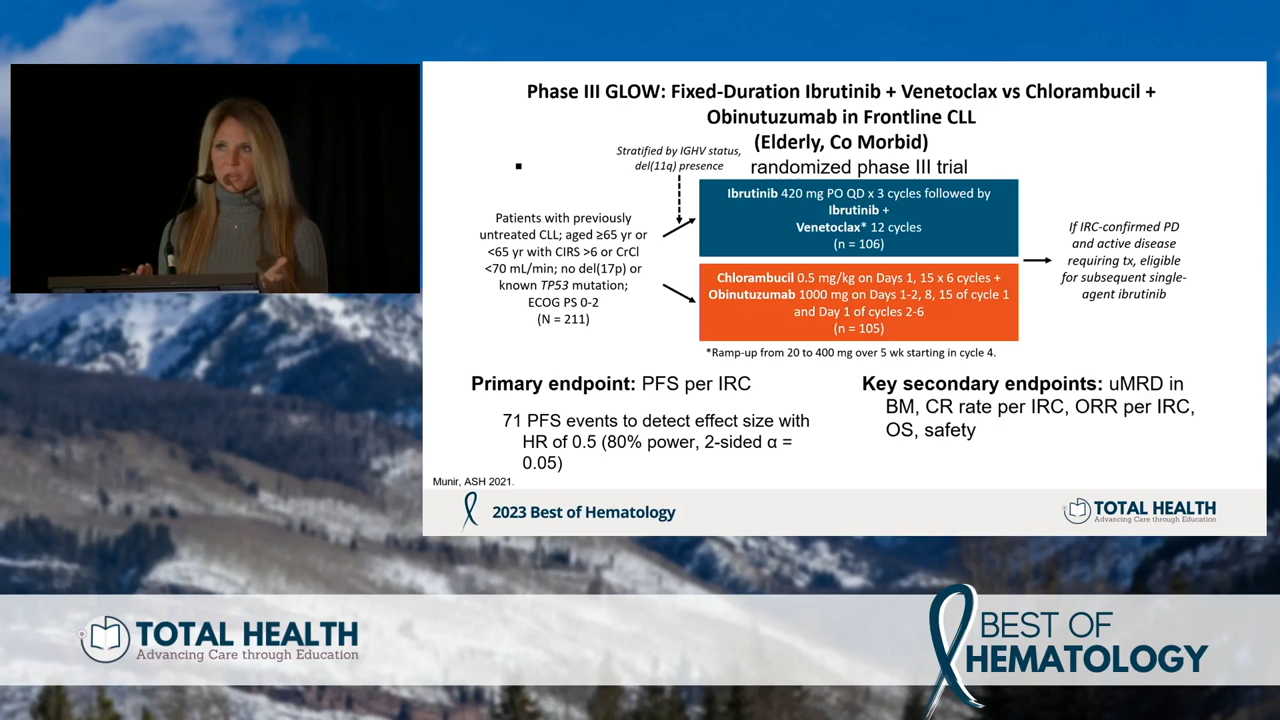 Phase III GLOW: Fixed-Duration Ibrutinib + Venetoclax vs Chlorambucil +
Obinutuzumab in Frontline CLL
(Elderly, Co Morbid)
Stratified by IGHV status,
del(11q) presence
▪ randomized phase III trial
Patients with previously
untreated CLL; aged ≥65 yr or
<65 yr with CIRS >6 or CrCl
<70 mL/min; no del(17p) or
known TP53 mutation;
ECOG PS 0-2
(N = 211)
Ibrutinib 420 mg PO QD x 3 cycles followed by
Ibrutinib +
Venetoclax* 12 cycles
(n = 106)
Chlorambucil 0.5 mg/kg on Days 1, 15 x 6 cycles +
Obinutuzumab 1000 mg on Days 1-2, 8, 15 of cycle 1
and Day 1 of cycles 2-6
(n = 105)
If IRC-confirmed PD
and active disease
requiring tx, eligible
for subsequent single-
agent ibrutinib
*Ramp-up from 20 to 400 mg over 5 wk starting in cycle 4.
Primary endpoint: PFS per IRC
71 PFS events to detect effect size with
HR of 0.5 (80% power, 2-sided α =
0.05)
Key secondary endpoints: uMRD in
BM, CR rate per IRC, ORR per IRC,
OS, safety
Munir, ASH 2021.
2023 Best of Hematology
TOTAL HEALTH
Advancing Care through Education
TOTAL HEALTH
Advancing Care through Education
BEST OF
HEMATOLOGY